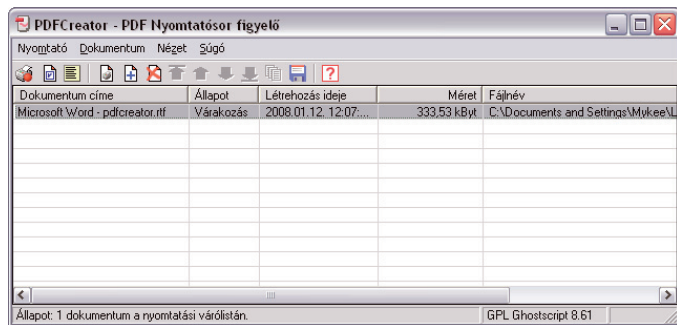 PDFCreator - PDF Nyomtatósor figyelő
Nyomtató Dokumentum Nézet Súgó
Dokumentum címe Állapot Létrehozás ideje Méret Fájlnév
Microsoft Word - pdfcreator.rtf Várakozás 2008.01.12. 12:07:... 333,53 kByt C:\Documents and Settings\Mykee\L
Állapot: 1 dokumentum a nyomtatási várólistán. GPL Ghostscript 8.61